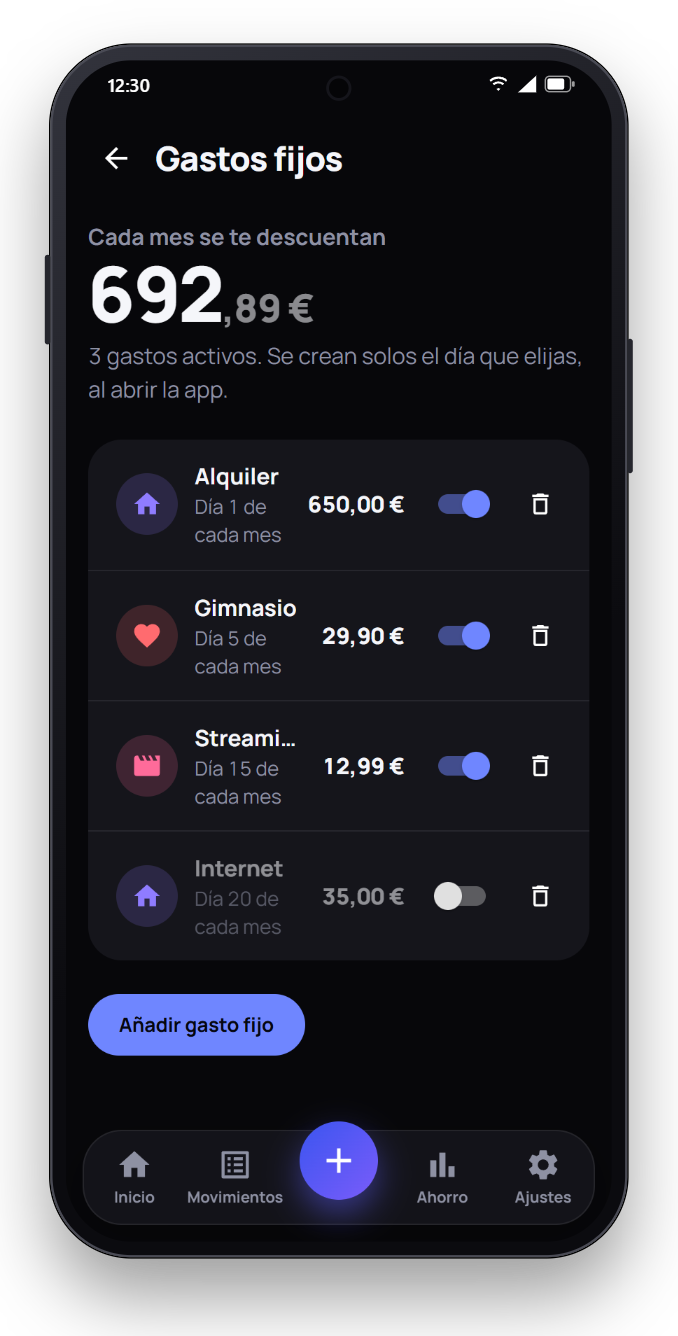 12:30
Gastos fijos
Cada mes se te descuentan
692,89 €
3 gastos activos. Se crean solos el día que elijas,
al abrir la app.
Alquiler
Día 1 de
cada mes
650,00 €
Gimnasio
Día 5 de
cada mes
29,90 €
Streami...
Día 15 de
cada mes
12,99 €
Internet
Día 20 de
cada mes
35,00 €
Añadir gasto fijo
Inicio
Movimientos
Ahorro
Ajustes